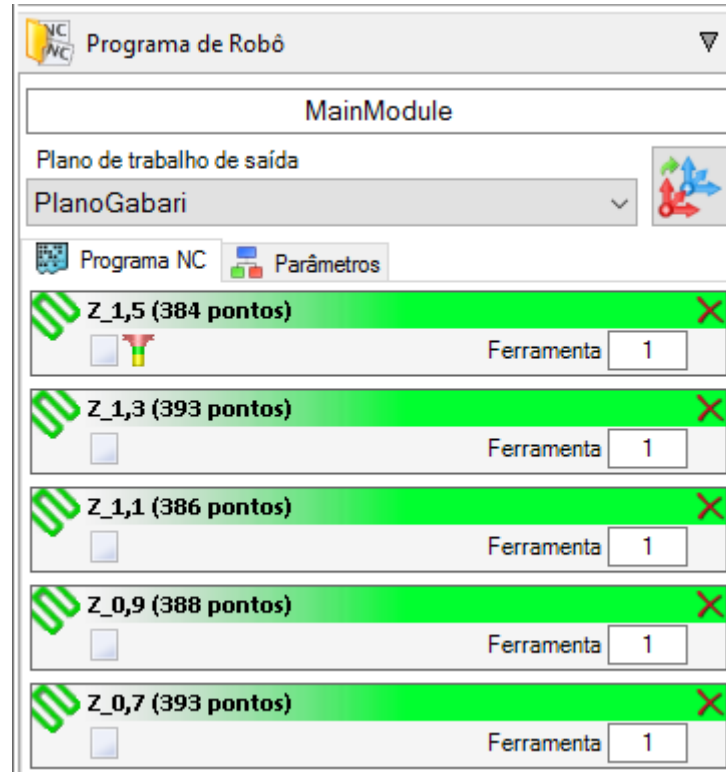 NC
NC
Programa de Robô
MainModule
Plano de trabalho de saída
PlanoGabari
Programa NC Parâmetros
Z_1,5 (384 pontos)
Ferramenta 1
Z_1,3 (393 pontos)
Ferramenta 1
Z_1,1 (386 pontos)
Ferramenta 1
Z_0,9 (388 pontos)
Ferramenta 1
Z_0,7 (393 pontos)
Ferramenta 1